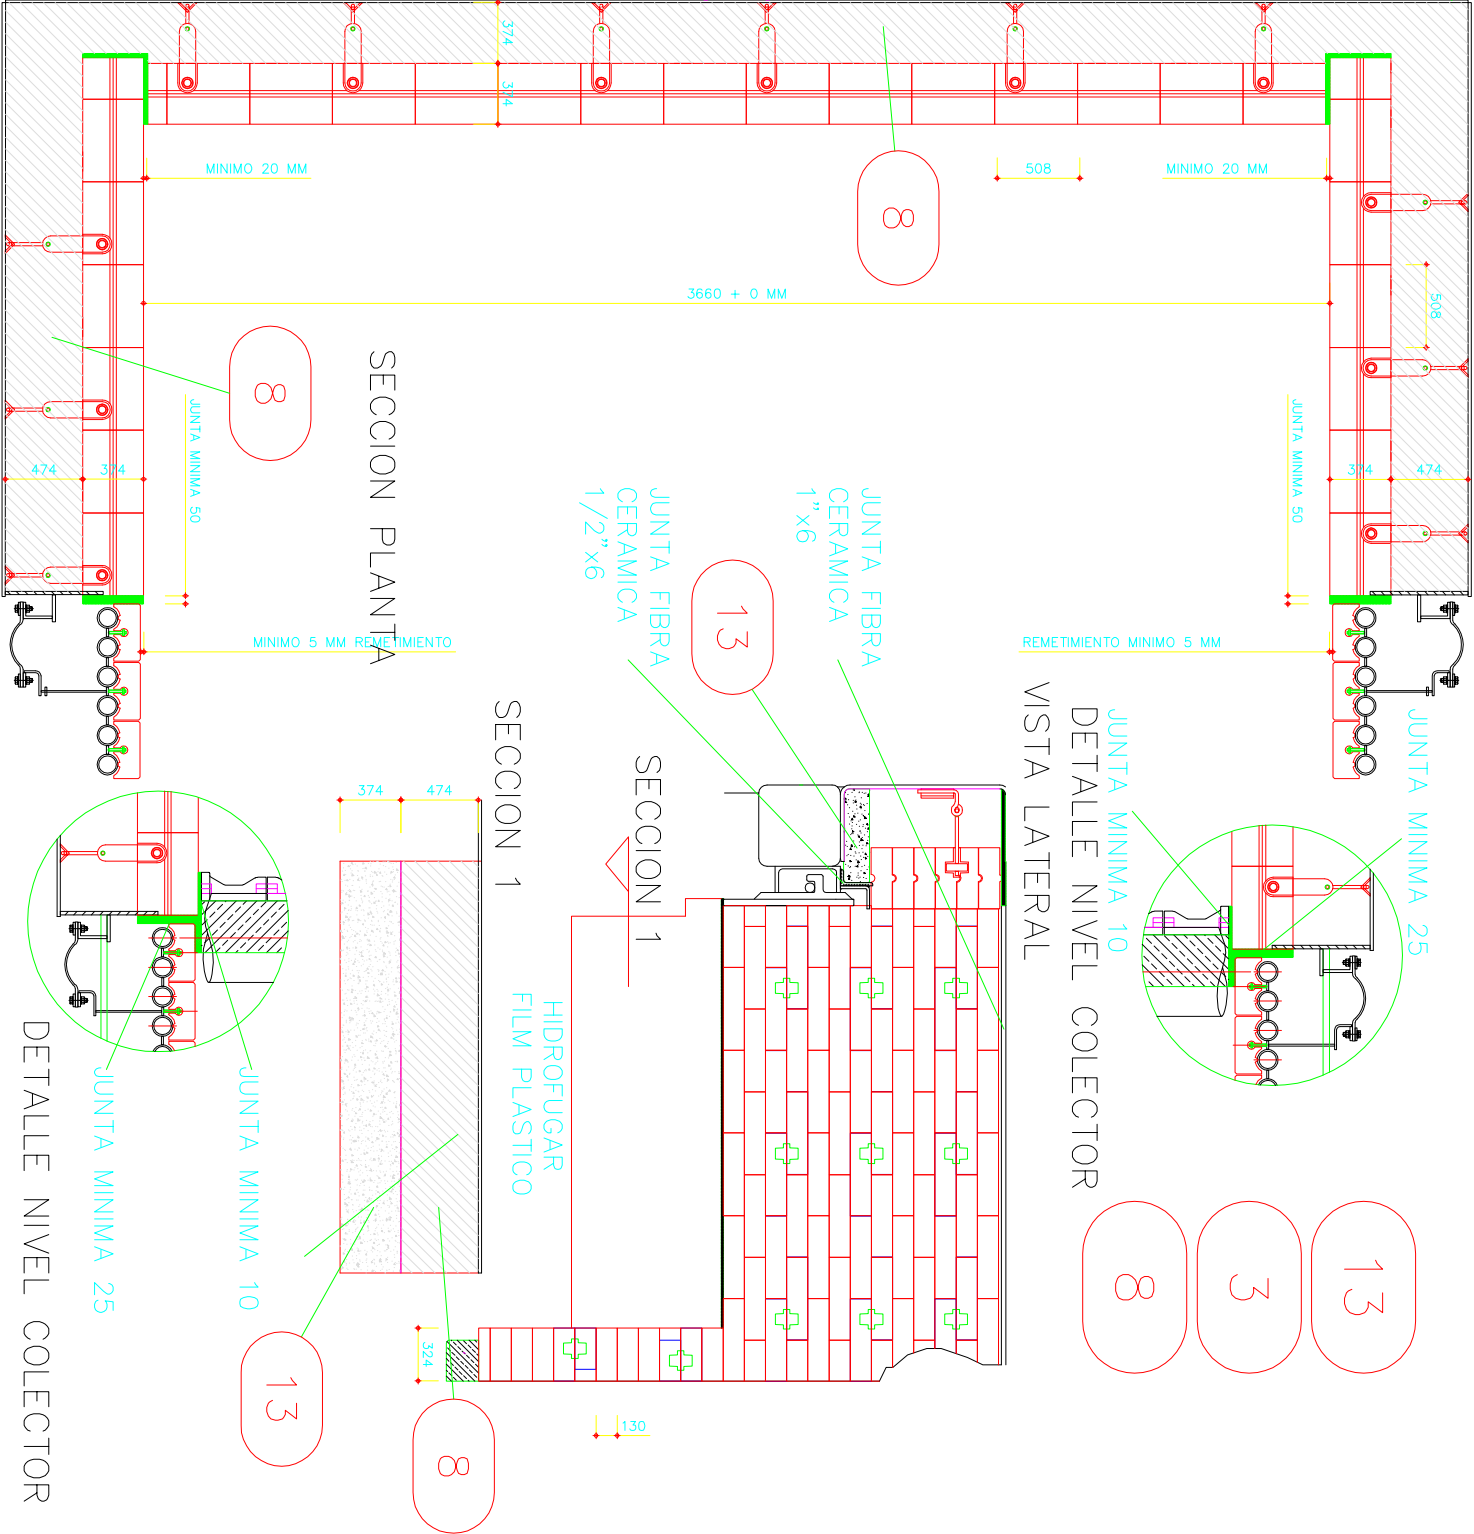 374
374
MINIMO 20 MM
508
MINIMO 20 MM
8
3660 + 0 MM
508
8
SECCION PLANTA
JUNTA MINIMA 50
JUNTA MINIMA 50
474
374
374
474
JUNTA FIBRA
CERAMICA
1"x6
JUNTA FIBRA
CERAMICA
1/2"x6
13
MINIMO 5 MM REMETIMIENTO
REMETIMIENTO MINIMO 5 MM
VISTA LATERAL
DETALLE NIVEL COLECTOR
JUNTA MINIMA 10
JUNTA MINIMA 25
SECCION 1
SECCION 1
374
474
HIDROFUGAR
FILM PLASTICO
JUNTA MINIMA 10
JUNTA MINIMA 25
DETALLE NIVEL COLECTOR
13
3
8
324
13
8
130